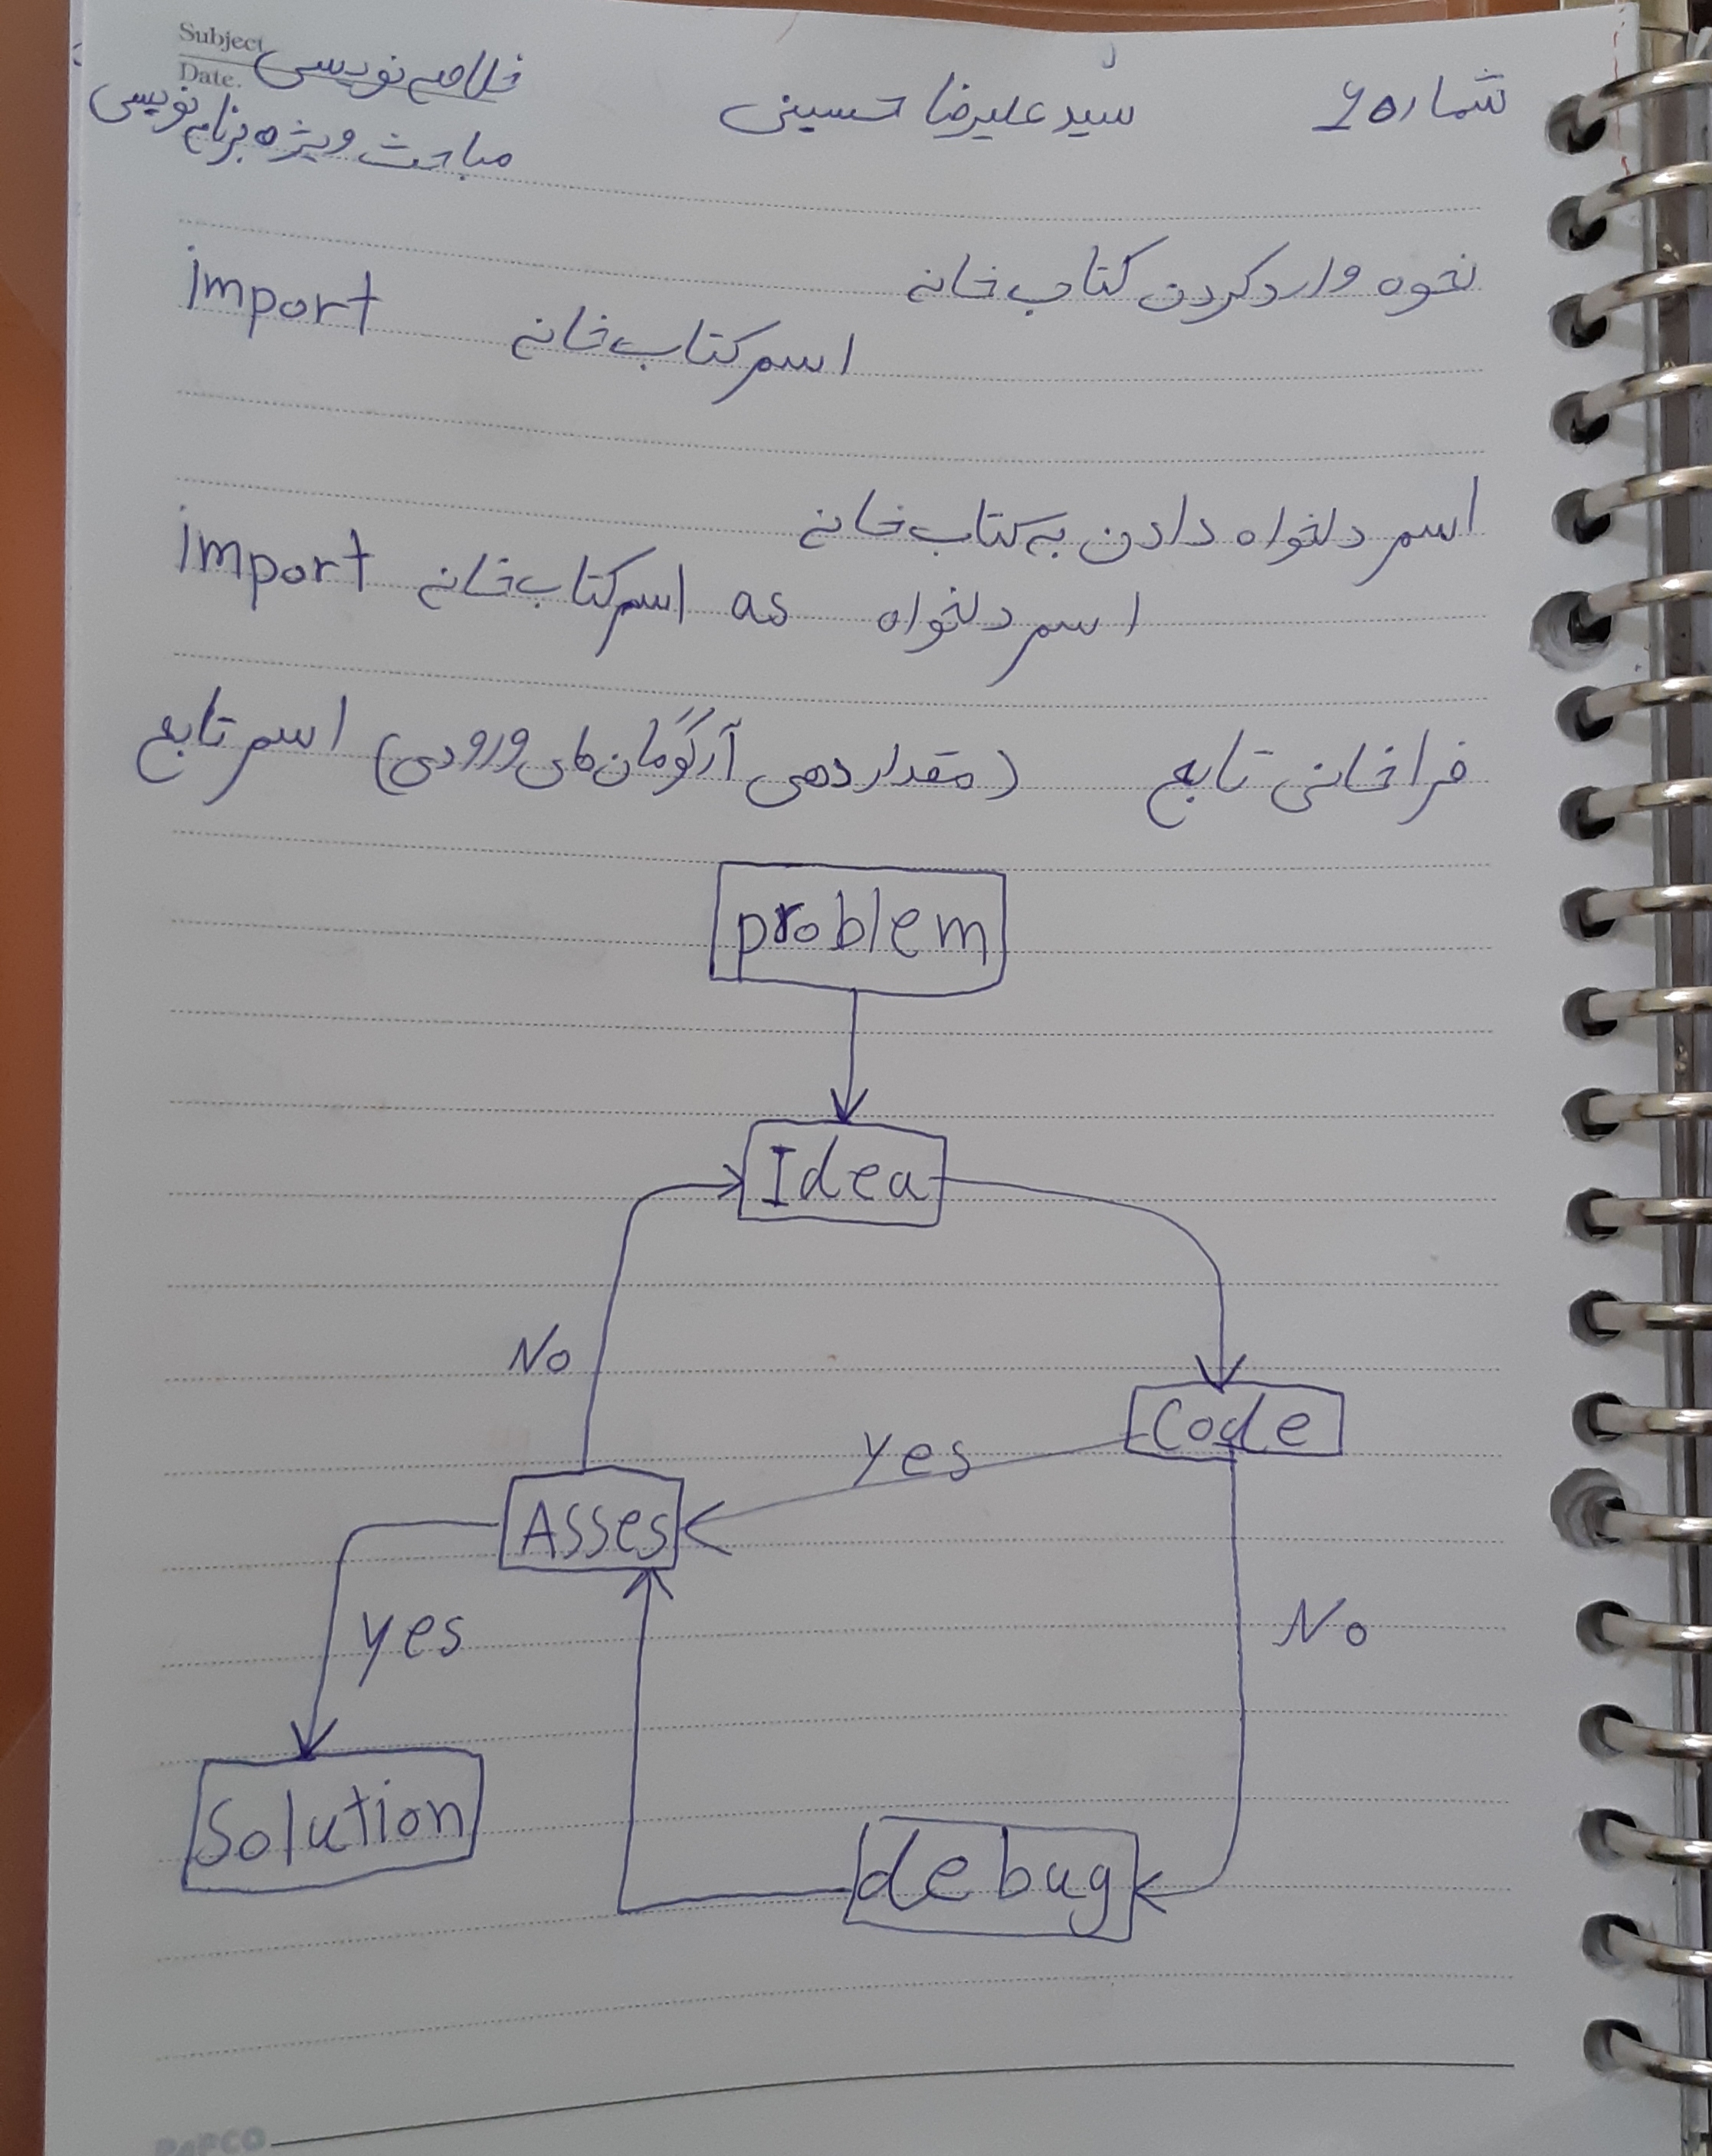 Subject
Date.
شماره 6
سید علیرضا حسینی
خلاصه نویسی
مباحث ویژه برنامه نویسی
نحوه وارد کردن کتاب خانه
import اسم کتاب خانه
اسم دلخواه دادن به کتاب خانه
import اسم کتاب خانه as اسم دلخواه
فراخانی تابع (مقدار دهی آرگومان های ورودی) اسم تابع
problem
Idea
No
Code
yes
Asses
yes
No
Solution
debug
PAPCO